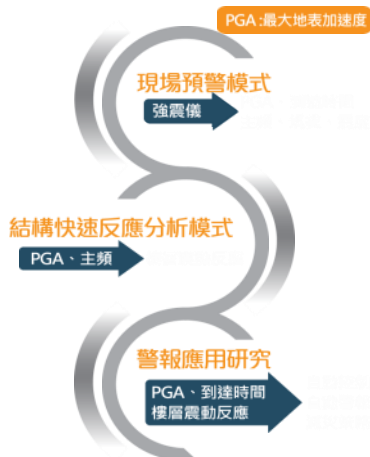 PGA :最大地表加速度
現場預警模式
強震儀
結構快速反應分析模式
PGA、主頻
警報應用研究
PGA、到達時間
樓層震動反應